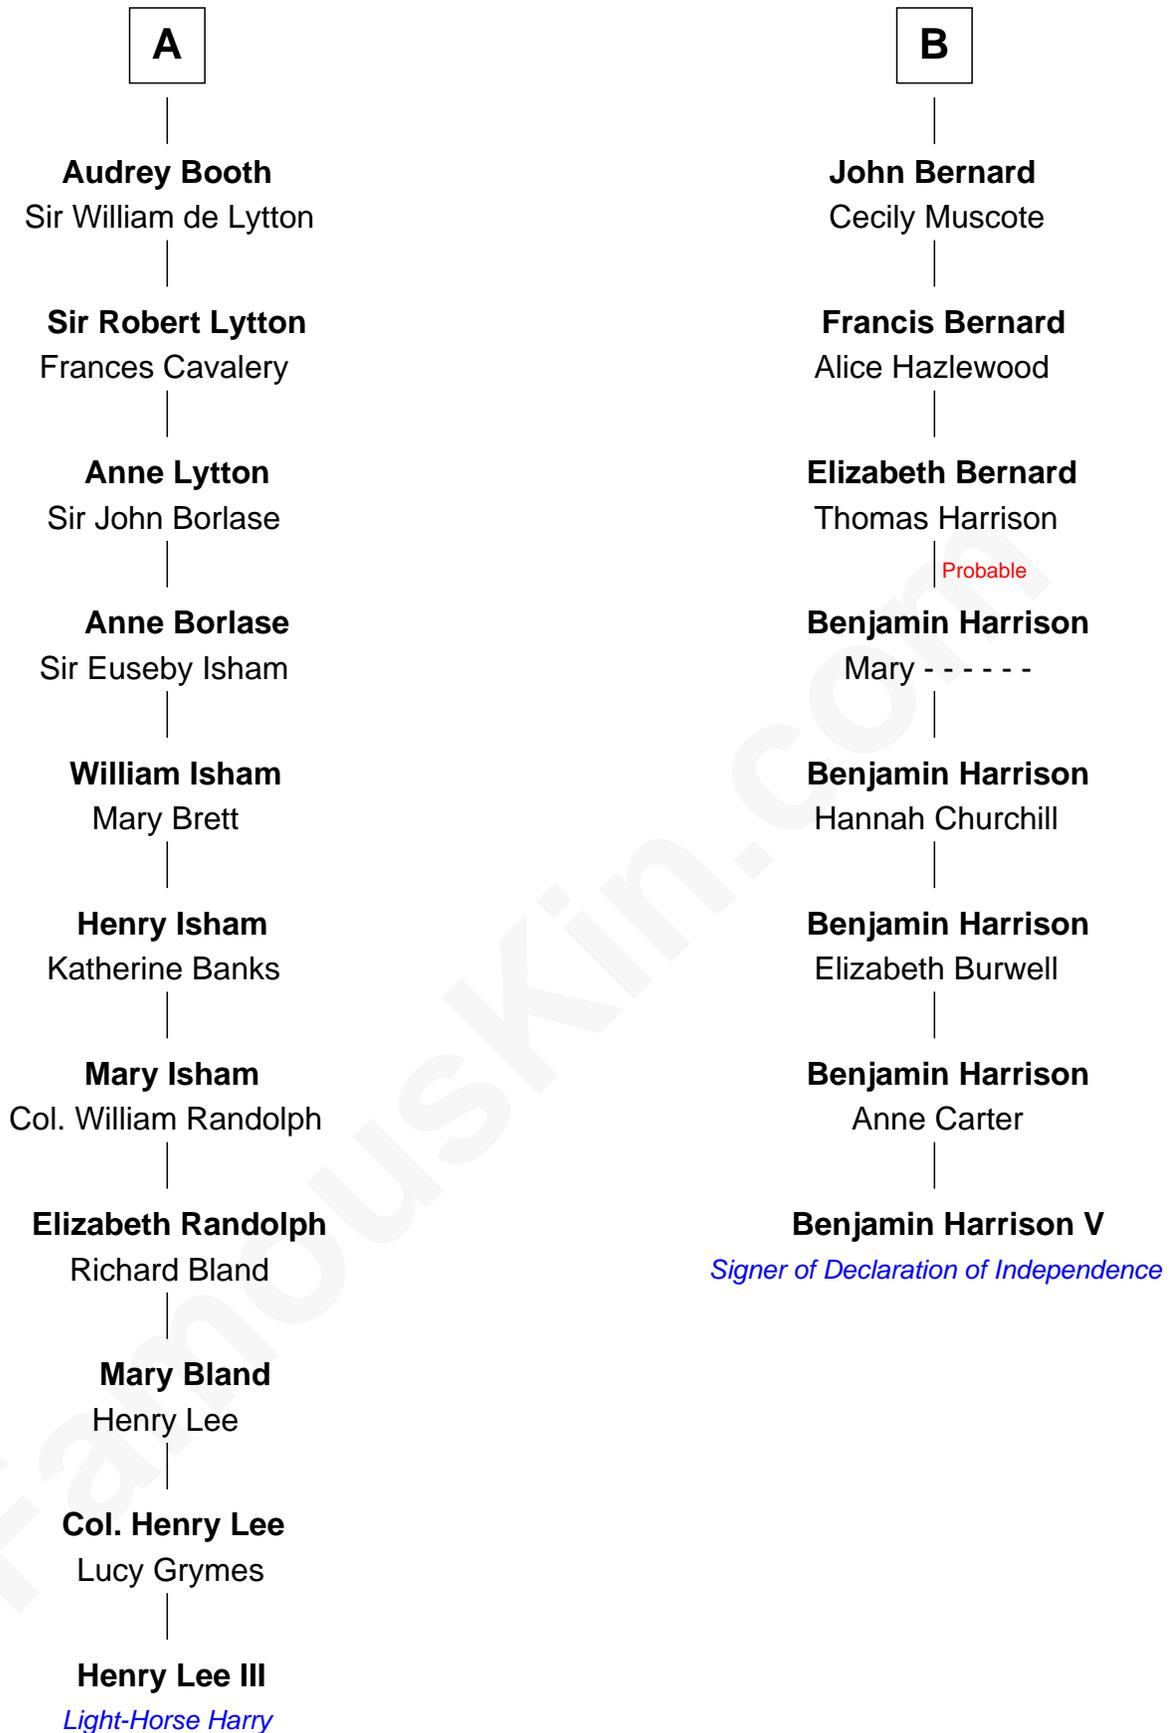 A
Audrey Booth
Sir William de Lytton
Sir Robert Lytton
Frances Cavalery
Anne Lytton
Sir John Borlase
Anne Borlase
Sir Euseby Isham
William Isham
Mary Brett
Henry Isham
Katherine Banks
Mary Isham
Col. William Randolph
Elizabeth Randolph
Richard Bland
Mary Bland
Henry Lee
Col. Henry Lee
Lucy Grymes
Henry Lee III
Light-Horse Harry
B
John Bernard
Cecily Muscote
Francis Bernard
Alice Hazlewood
Elizabeth Bernard
Thomas Harrison
Probable
Benjamin Harrison
Mary - - - - - -
Benjamin Harrison
Hannah Churchill
Benjamin Harrison
Elizabeth Burwell
Benjamin Harrison
Anne Carter
Benjamin Harrison V
Signer of Declaration of Independence
FamousKin.com